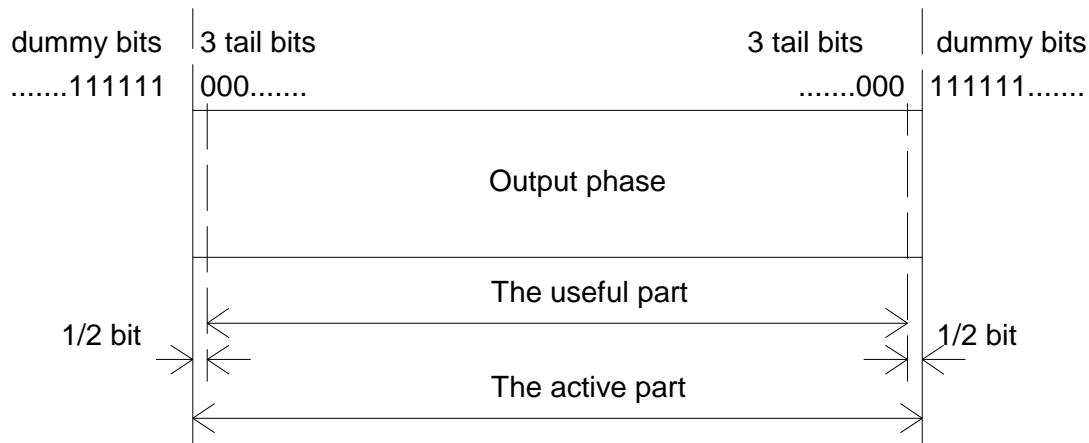 dummy bits 3 tail bits 3 tail bits dummy bits
.......111111 000....... .......000 111111.......
Output phase
The useful part
1/2 bit 1/2 bit
The active part